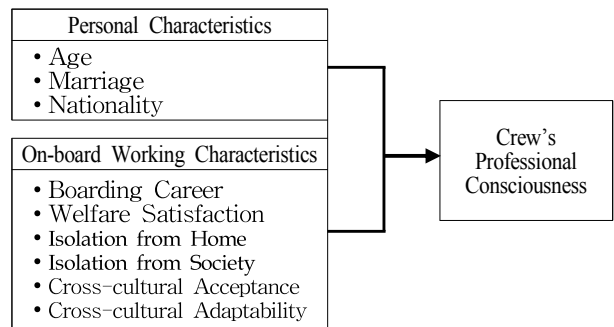 Personal Characteristics
• Age
• Marriage
• Nationality
On-board Working Characteristics
• Boarding Career
• Welfare Satisfaction
• Isolation from Home
• Isolation from Society
• Cross-cultural Acceptance
• Cross-cultural Adaptability
Crew's
Professional
Consciousness